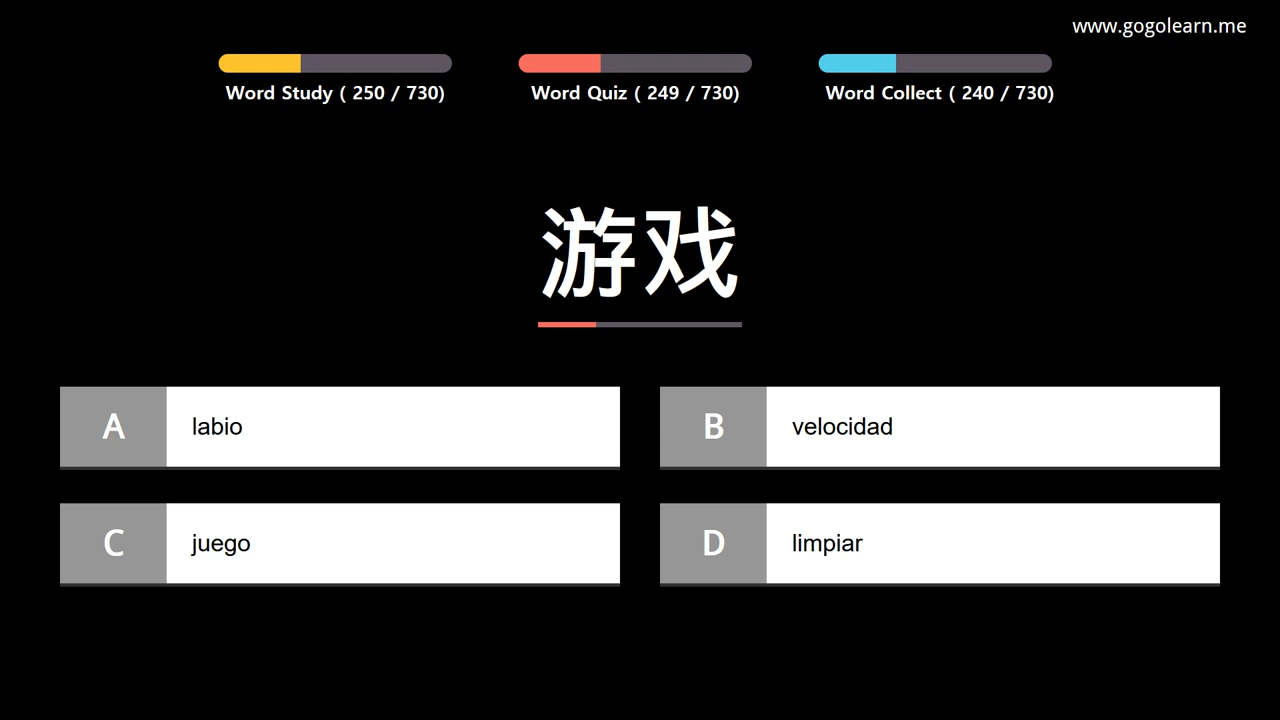 www.gogolearn.me
Word Study ( 250 / 730)
Word Quiz ( 249 / 730)
Word Collect ( 240 / 730)
游戏
A labio
B velocidad
C juego
D limpiar